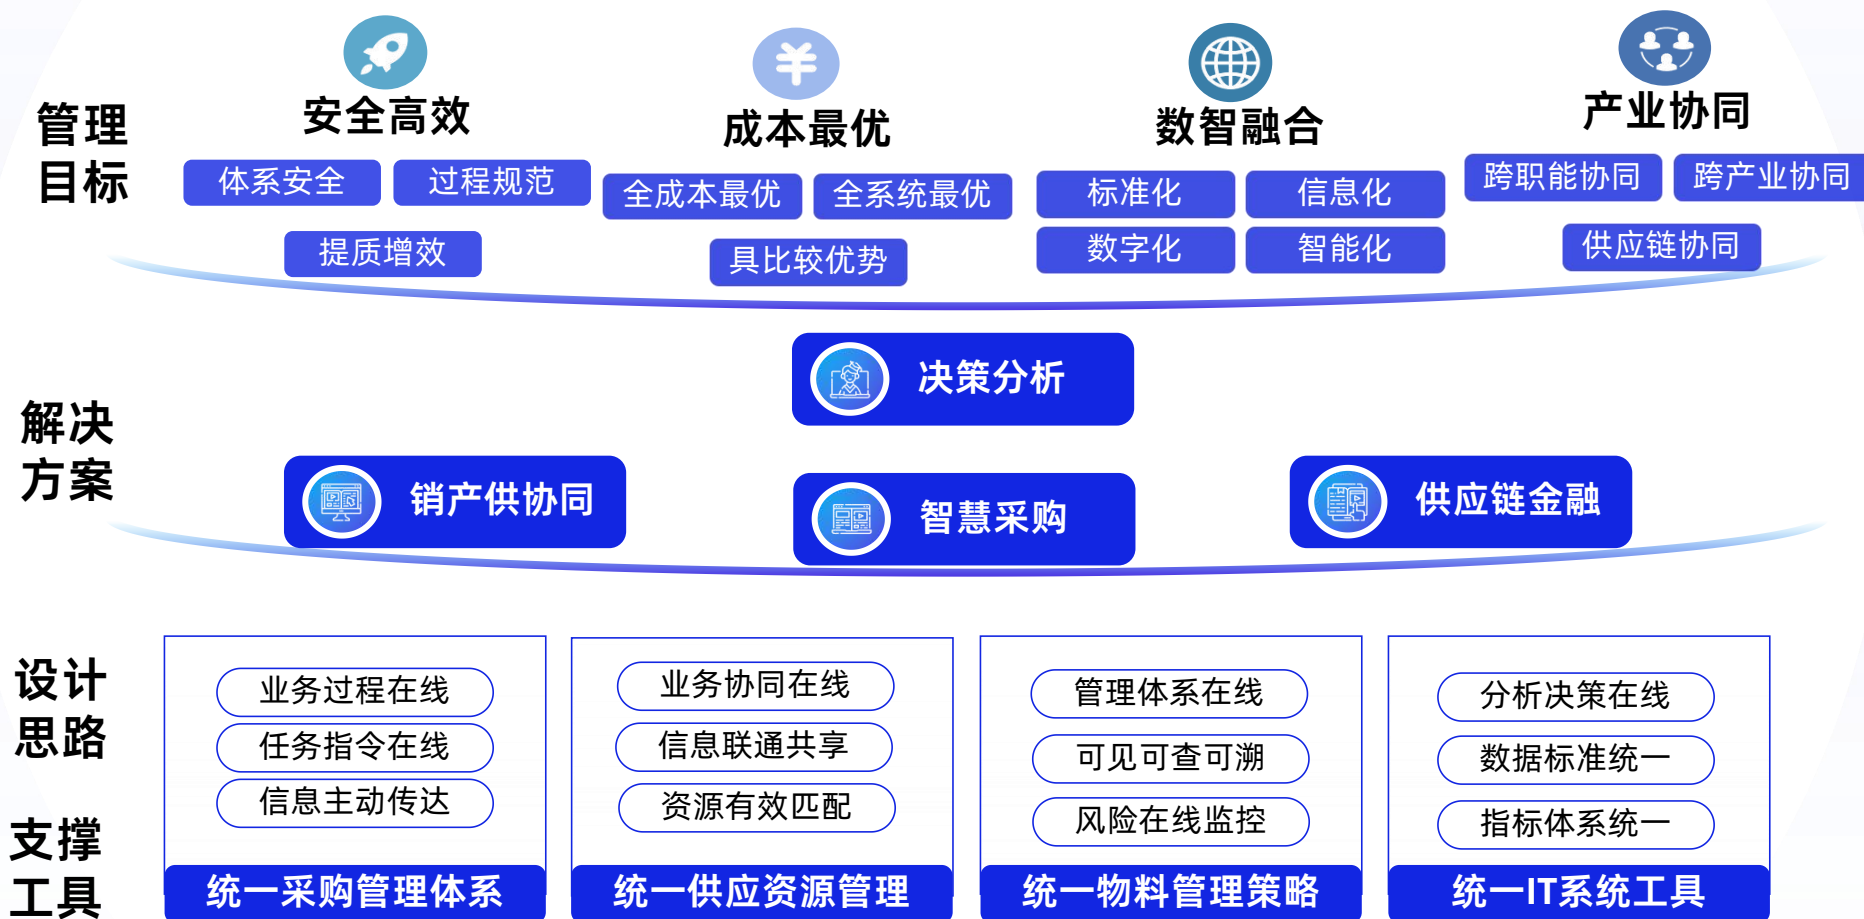 管理
目标
安全高效
成本最优
数智融合
产业协同
体系安全
过程规范
提质增效
全成本最优
全系统最优
具比较优势
标准化
信息化
数字化
智能化
跨职能协同
跨产业协同
供应链协同
解决
方案
决策分析
销产供协同
智慧采购
供应链金融
设计
思路
业务过程在线
任务指令在线
信息主动传达
业务协同在线
信息联通共享
资源有效匹配
管理体系在线
可见可查可溯
风险在线监控
分析决策在线
数据标准统一
指标体系统一
支撑
工具
统一采购管理体系
统一供应资源管理
统一物料管理策略
统一IT系统工具